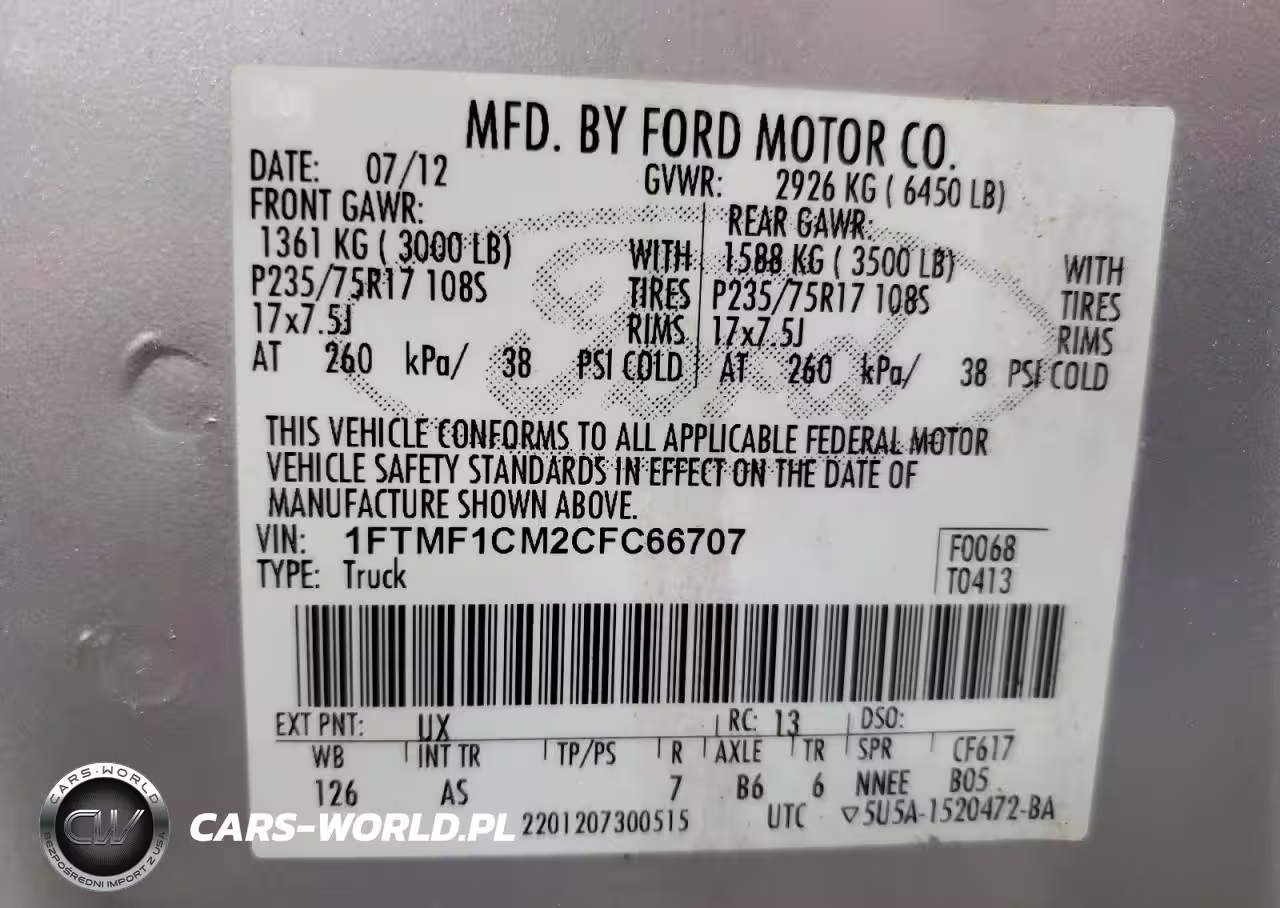 MFD. BY FORD MOTOR CO.
DATE: 07/12 GVWR: 2926 KG ( 6450 LB)
FRONT GAWR: REAR GAWR:
1361 KG ( 3000 LB) WITH 1588 KG ( 3500 LB) WITH
P235/75R17 108S TIRES P235/75R17 108S TIRES
17x7.5J RIMS 17x7.5J RIMS
AT 260 kPa/ 38 PSI COLD AT 260 kPa/ 38 PSI COLD
THIS VEHICLE CONFORMS TO ALL APPLICABLE FEDERAL MOTOR
VEHICLE SAFETY STANDARDS IN EFFECT ON THE DATE OF
MANUFACTURE SHOWN ABOVE.
VIN: 1FTMF1CM2CFC66707
TYPE: Truck
F0068
T0413
EXT PNT: UX RC: 13 DSO:
WB INT TR TP/PS R AXLE TR SPR CF617
126 AS 7 B6 6 NNEE B05
2201207300515 UTC ▽5U5A-1520472-BA
Ford
CARS-WORLD
CW
BEZPOŚREDNI IMPORT Z USA
CARS-WORLD.PL